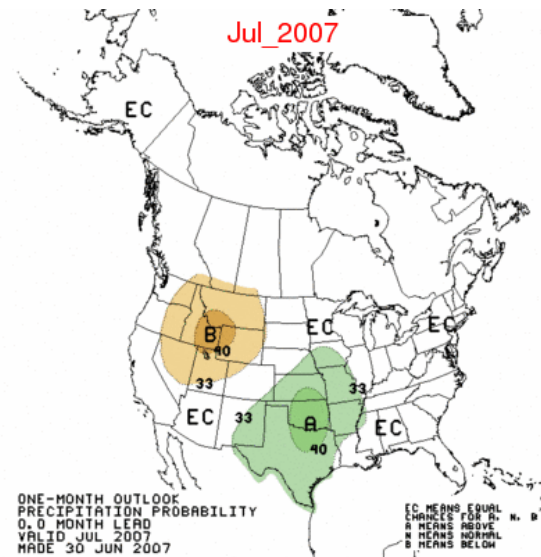 Jul_2007
EC
EC
EC
B
40
33
EC
33
33
A
40
EC
ONE-MONTH OUTLOOK
PRECIPITATION PROBABILITY
0.0 MONTH LEAD
VALID JUL 2007
MADE 30 JUN 2007
EC MEANS EQUAL
CHANCES FOR A, N, B
A MEANS ABOVE
N MEANS NORMAL
B MEANS BELOW